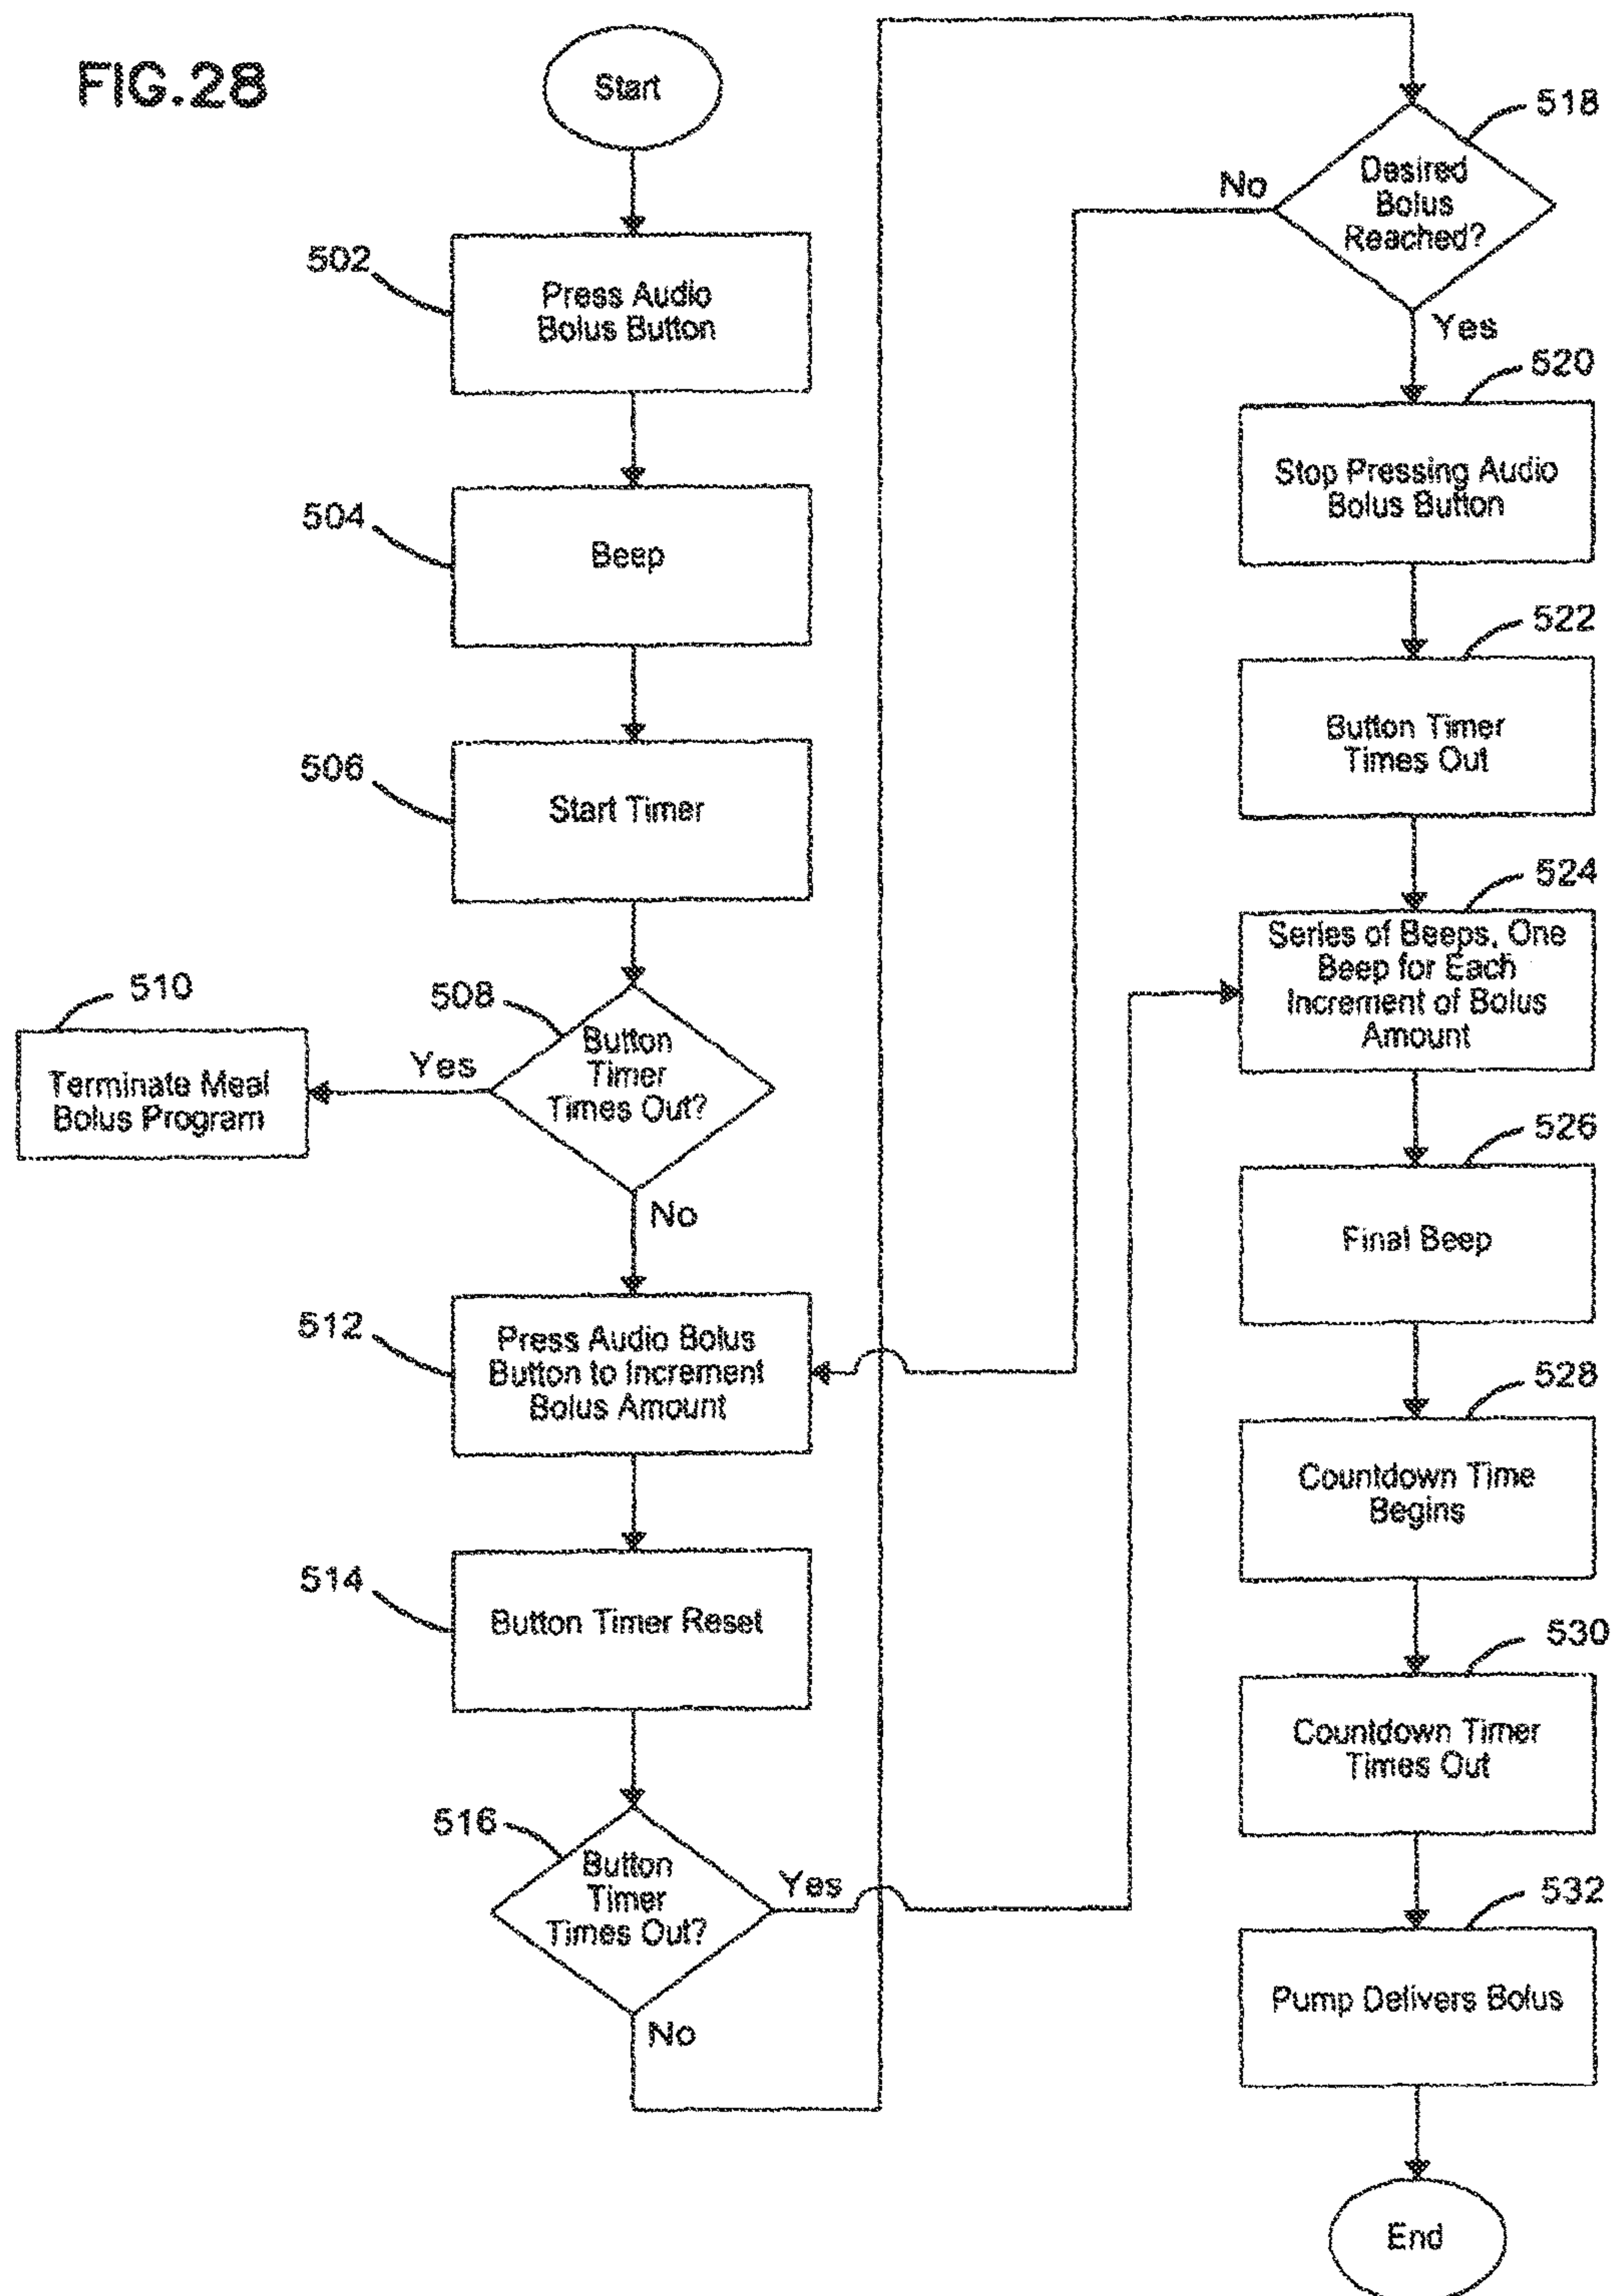 FIG.28
Start
502
Press Audio
Bolus Button
504
Beep
506
Start Timer
508
Button
Timer
Times Out?
Yes
510
Terminate Meal
Bolus Program
No
512
Press Audio Bolus
Button to Increment
Bolus Amount
514
Button Timer Reset
516
Button
Timer
Times Out?
Yes
No
518
Desired
Bolus
Reached?
No
Yes
520
Stop Pressing Audio
Bolus Button
522
Button Timer
Times Out
524
Series of Beeps, One
Beep for Each
Increment of Bolus
Amount
526
Final Beep
528
Countdown Time
Begins
530
Countdown Timer
Times Out
532
Pump Delivers Bolus
End